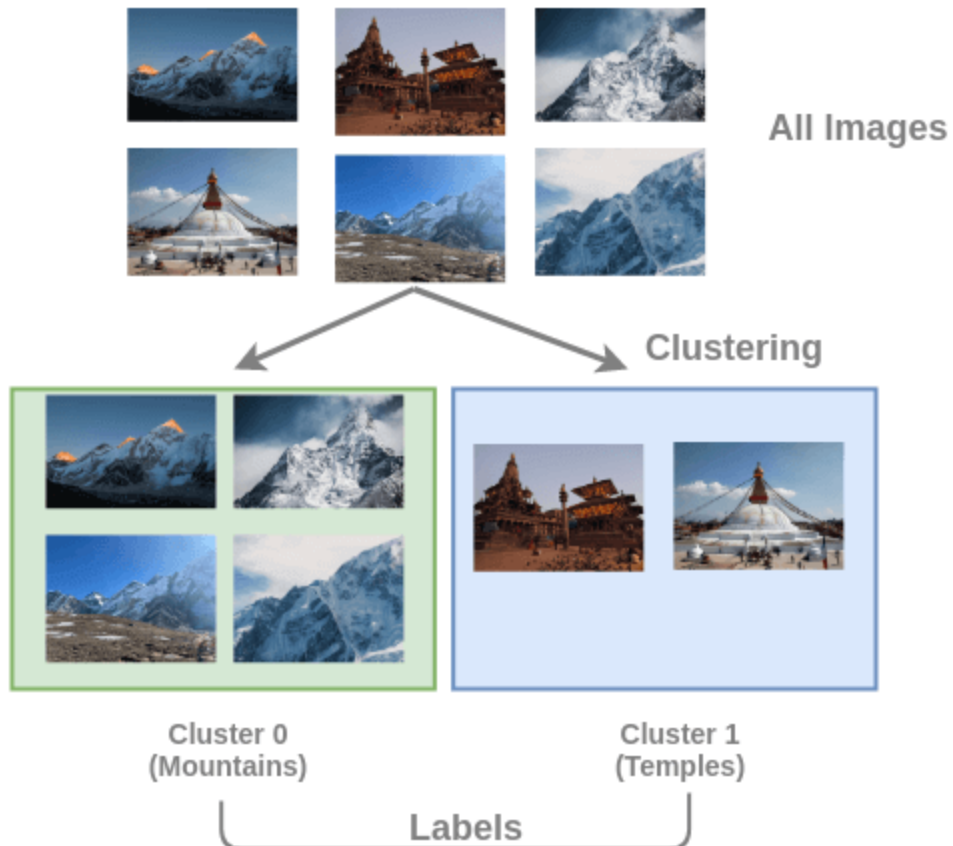 All Images
Clustering
Cluster 0
(Mountains)
Cluster 1
(Temples)
Labels